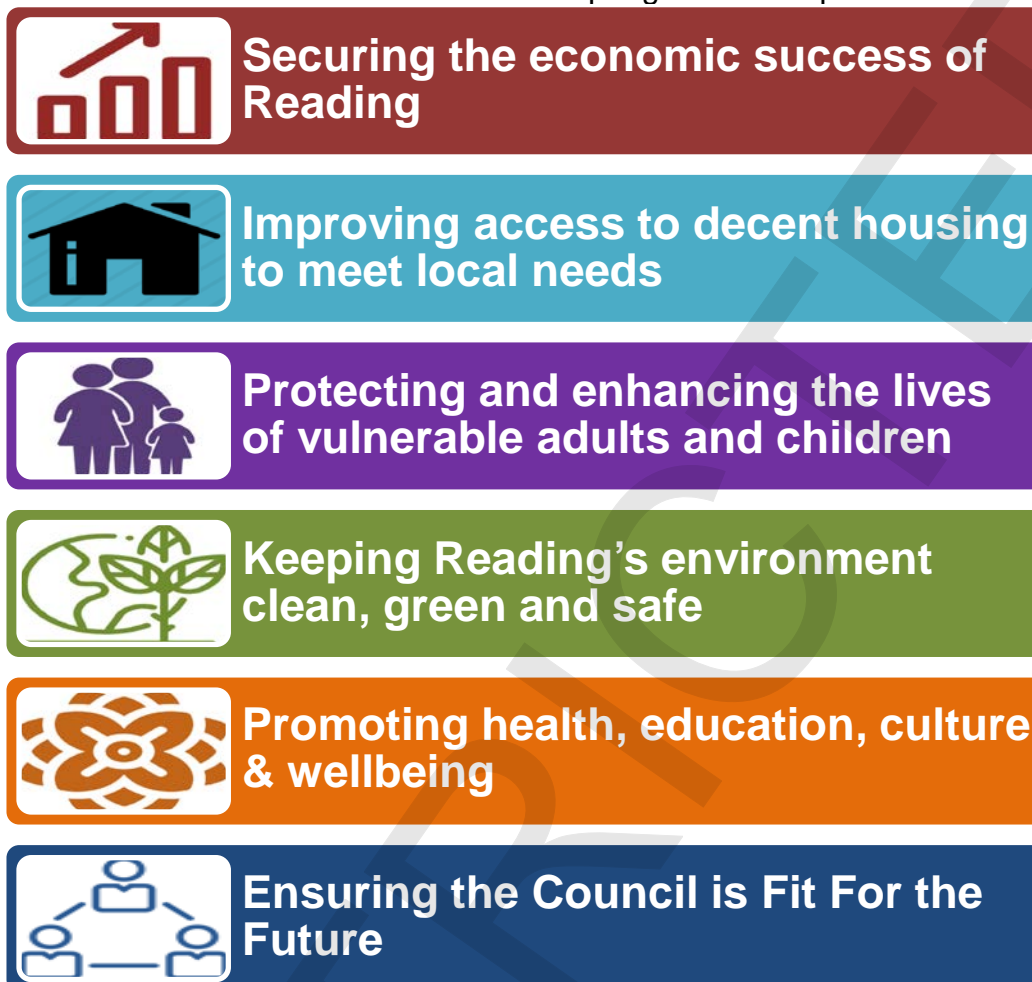 Securing the economic success of
Reading
Improving access to decent housing
to meet local needs
Protecting and enhancing the lives
of vulnerable adults and children
Keeping Reading’s environment
clean, green and safe
Promoting health, education, culture
& wellbeing
Ensuring the Council is Fit For the
Future